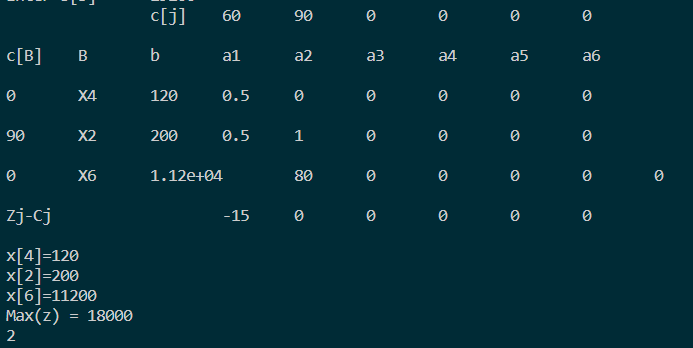 c[j] 60 90 0 0 0 0
c[B] B b a1 a2 a3 a4 a5 a6
0 X4 120 0.5 0 0 0 0 0
90 X2 200 0.5 1 0 0 0 0
0 X6 1.12e+04 80 0 0 0 0 0
Zj-Cj -15 0 0 0 0 0
x[4]=120
x[2]=200
x[6]=11200
Max(z) = 18000
2